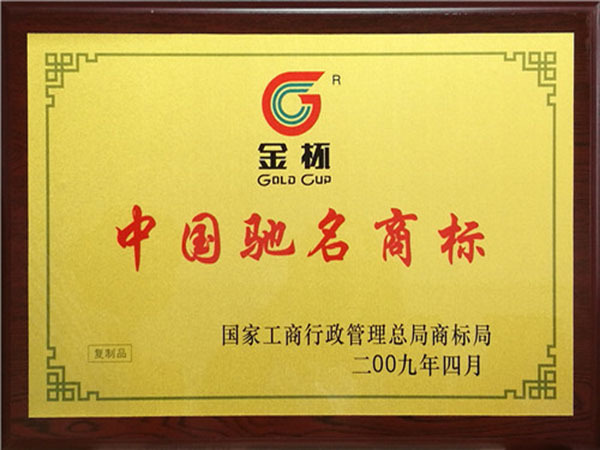 R
金杯
GOLD CUP
中国驰名商标
国家工商行政管理总局商标局
二00九年四月
复制品